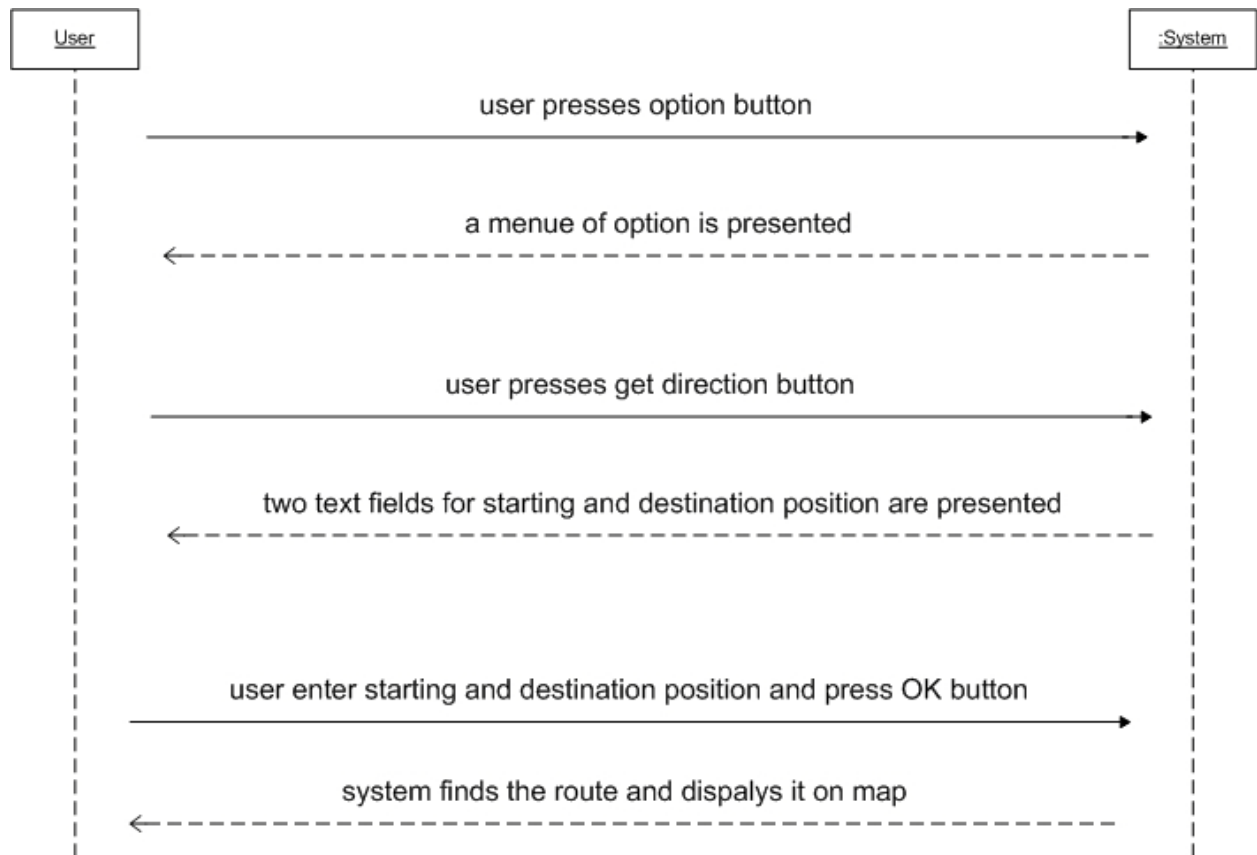 User
:System
user presses option button
a menue of option is presented
user presses get direction button
two text fields for starting and destination position are presented
user enter starting and destination position and press OK button
system finds the route and dispalys it on map